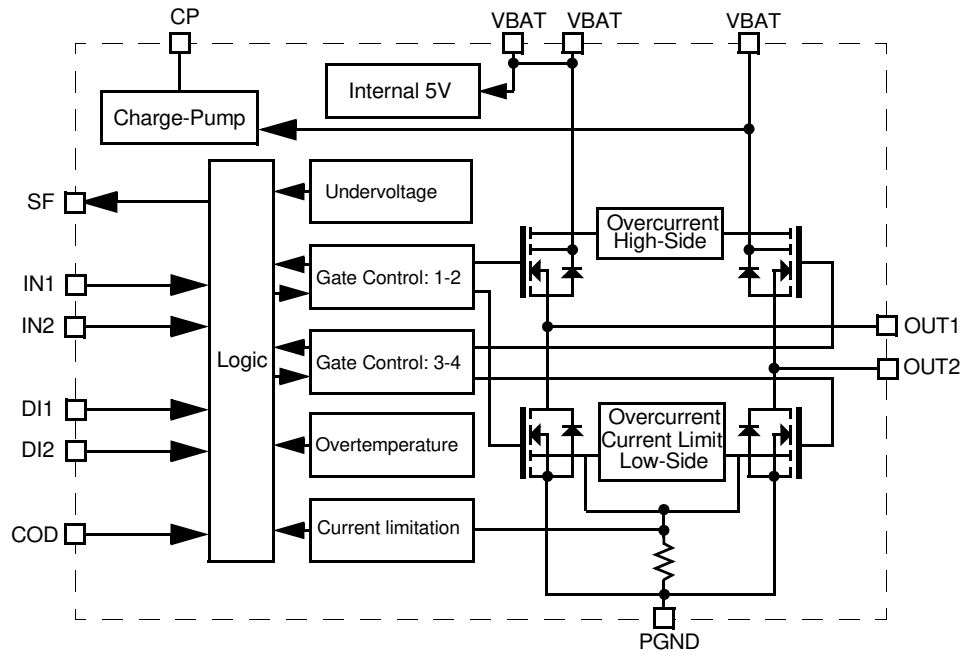 CP
VBAT
VBAT
VBAT
Internal 5V
Charge-Pump
SF
Undervoltage
Overcurrent
High-Side
IN1
Gate Control: 1-2
IN2
OUT1
Logic
Gate Control: 3-4
OUT2
DI1
Overcurrent
Current Limit
Low-Side
DI2
Overtemperature
COD
Current limitation
PGND